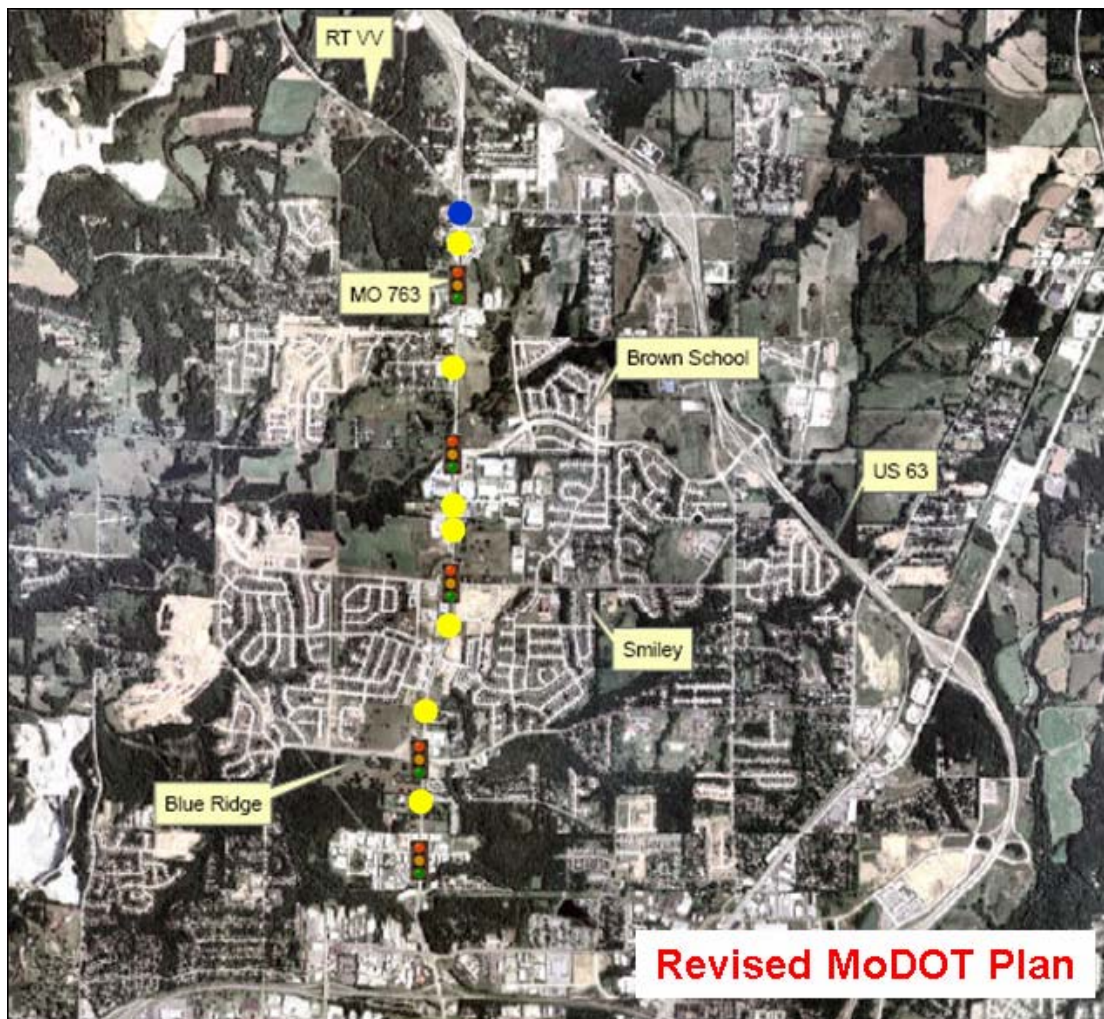 RT VV
MO 763
Brown School
US 63
Smiley
Blue Ridge
Revised MoDOT Plan